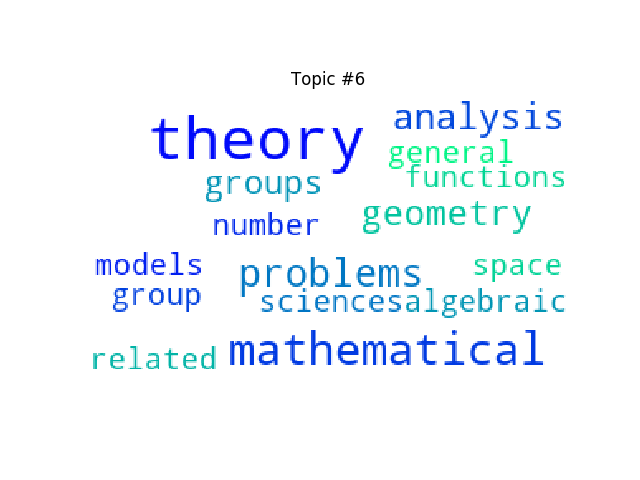 Topic #6
theory analysis
general
groups functions
number geometry
models problems space
group sciences algebraic
related mathematical